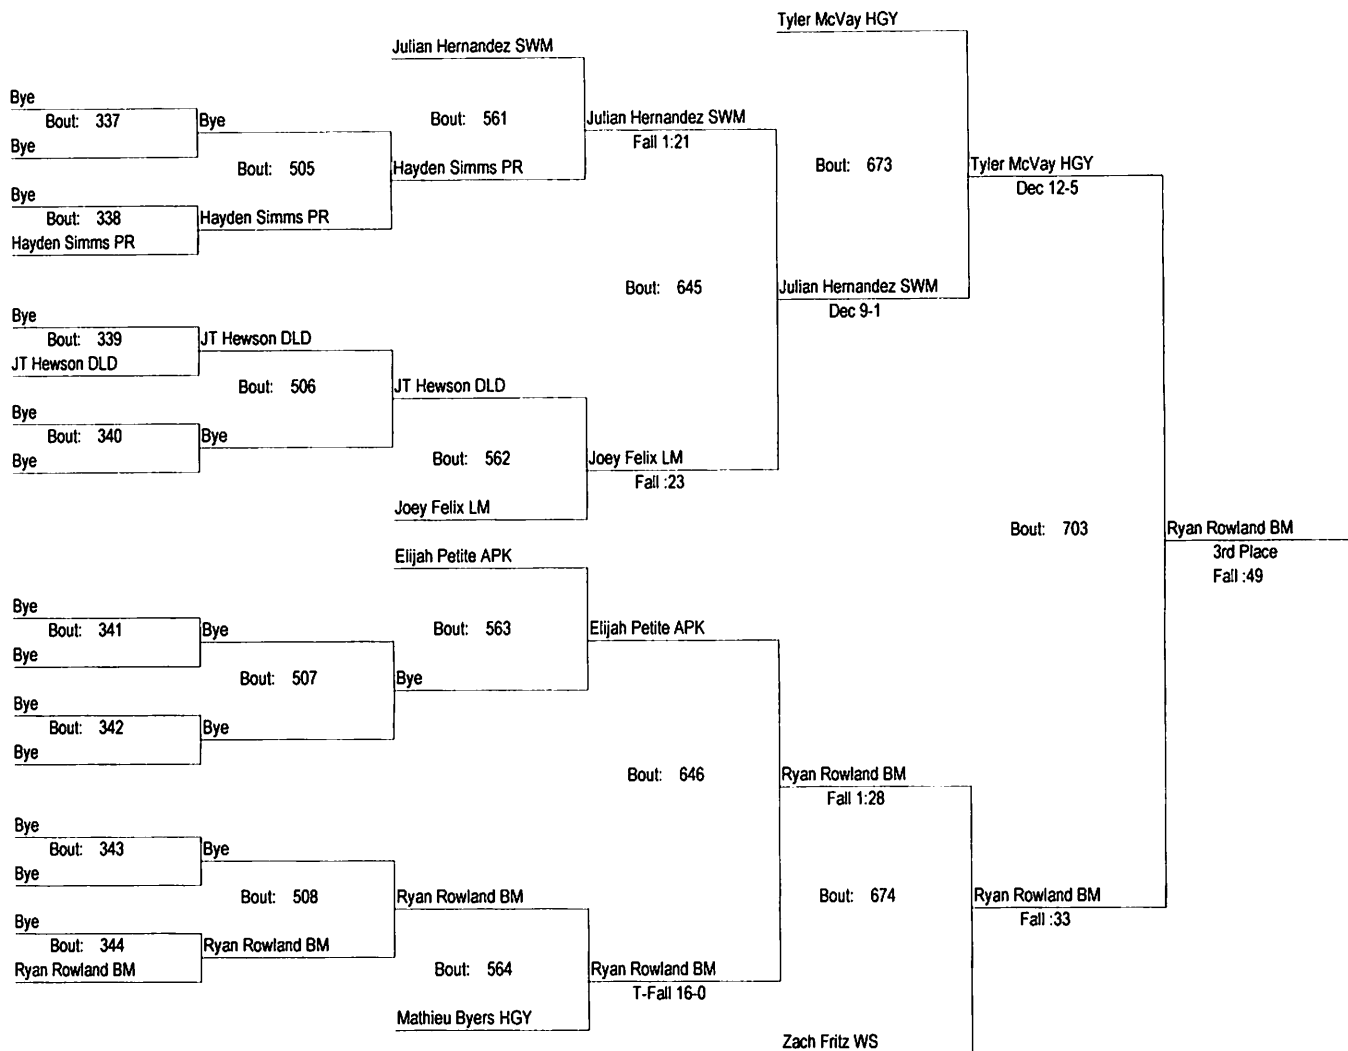 Tyler McVay HGY
Julian Hernandez SWM
Bye
Bout: 337
Bye
Bye
Bout: 561
Julian Hernandez SWM
Fall 1:21
Bout: 505
Hayden Simms PR
Bout: 673
Tyler McVay HGY
Dec 12-5
Bye
Bout: 338
Hayden Simms PR
Hayden Simms PR
Bout: 645
Julian Hernandez SWM
Dec 9-1
Bye
Bout: 339
JT Hewson DLD
JT Hewson DLD
Bout: 506
JT Hewson DLD
Bye
Bout: 340
Bye
Bye
Bout: 562
Joey Felix LM
Fall :23
Joey Felix LM
Bout: 703
Ryan Rowland BM
3rd Place
Fall :49
Elijah Petite APK
Bye
Bout: 341
Bye
Bye
Bout: 563
Elijah Petite APK
Bout: 507
Bye
Bye
Bout: 342
Bye
Bye
Bout: 646
Ryan Rowland BM
Fall 1:28
Bye
Bout: 343
Bye
Bye
Bout: 508
Ryan Rowland BM
Bout: 674
Ryan Rowland BM
Fall :33
Bye
Bout: 344
Ryan Rowland BM
Ryan Rowland BM
Bout: 564
Ryan Rowland BM
T-Fall 16-0
Mathieu Byers HGY
Zach Fritz WS